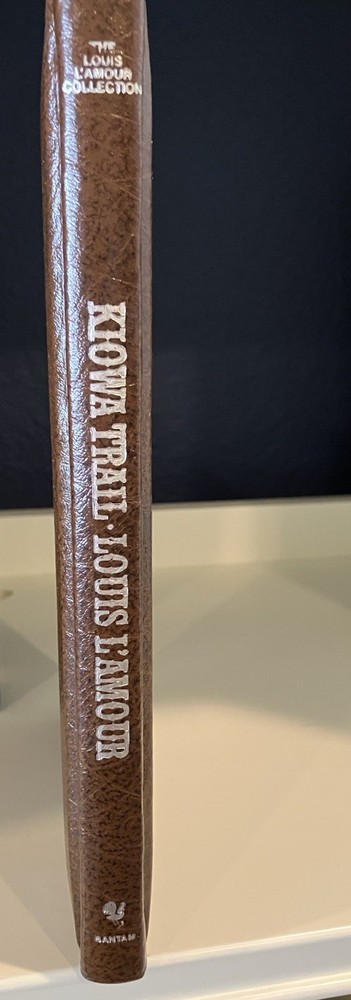 THE
LOUIS
L'AMOUR
COLLECTION
KIOWA TRAIL · LOUIS L'AMOUR
BANTAM